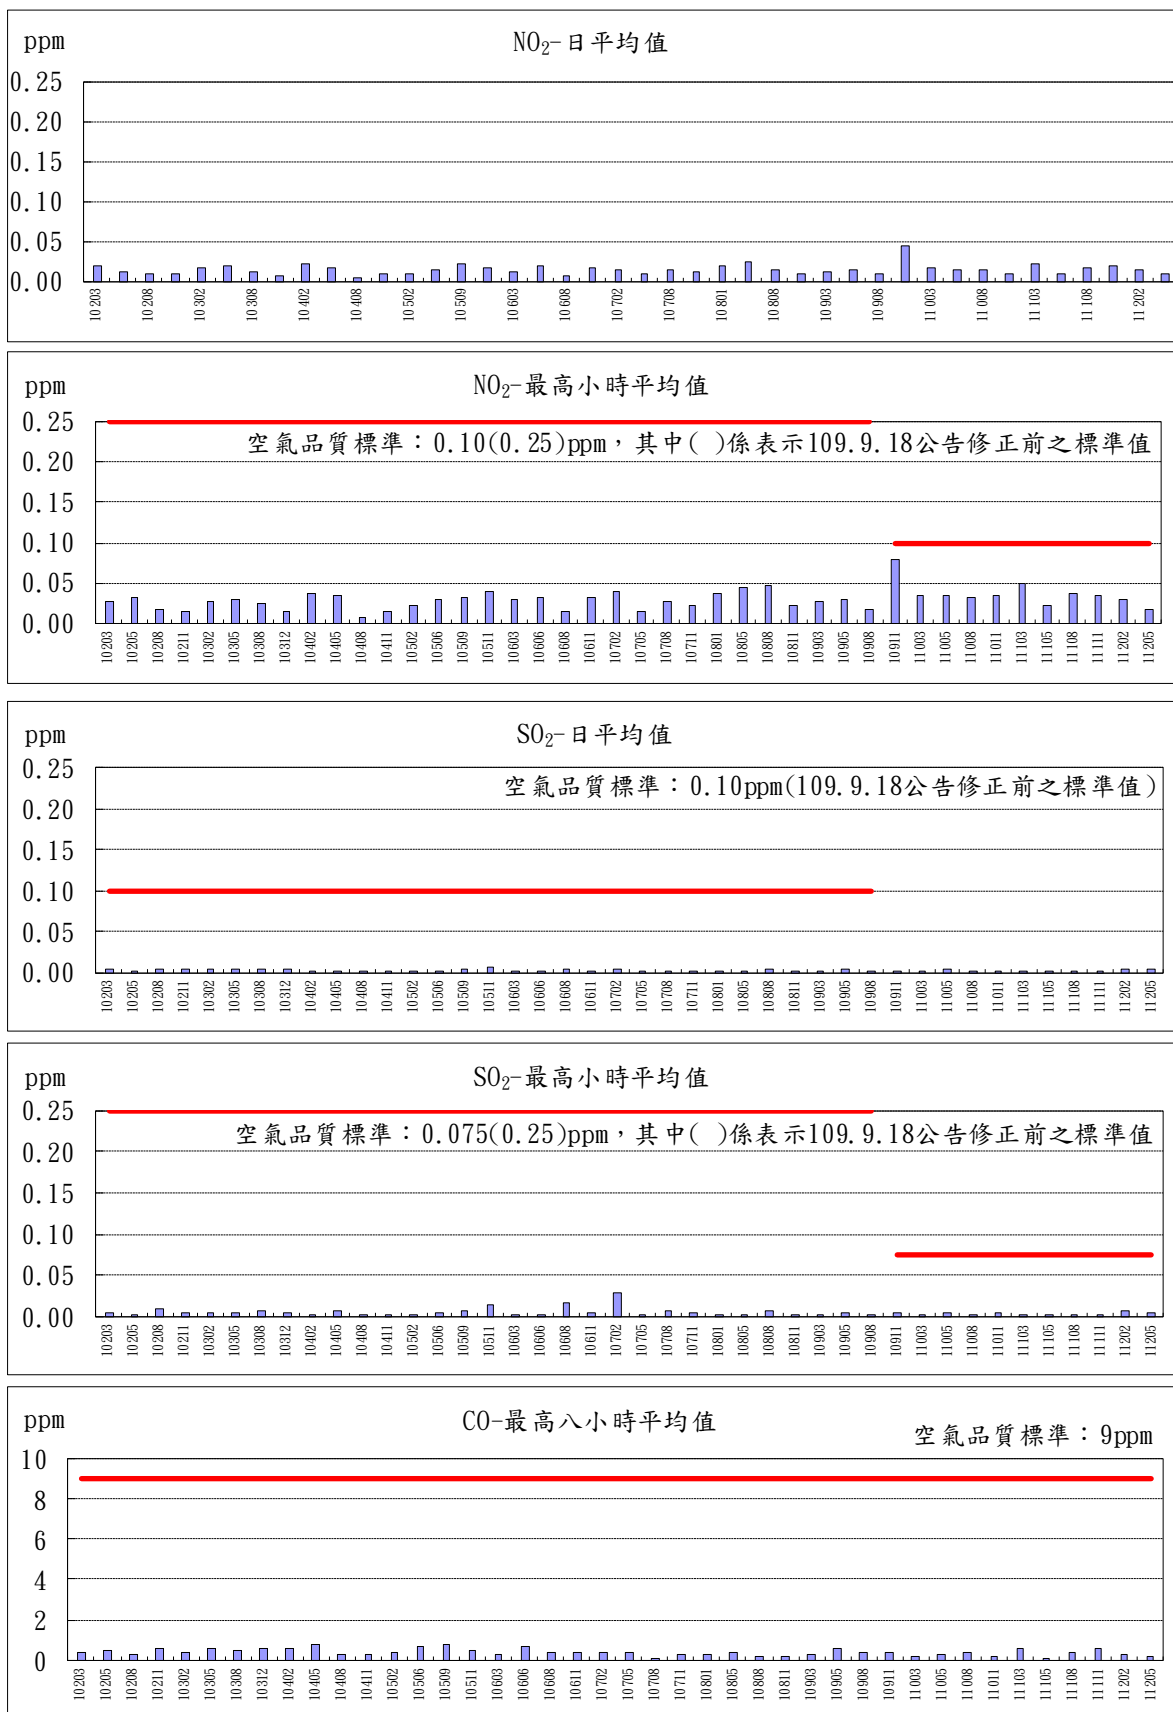 ppm
NO₂-日平均值
0.25
0.20
0.15
0.10
0.05
0.00
10203 10208 10302 10308 10402 10408 10502 10509 10603 10608 10702 10708 10801 10808 10903 10908 11003 11008 11103 11108 11202
ppm
NO₂-最高小時平均值
0.25
空氣品質標準：0.10(0.25)ppm，其中( )係表示109.9.18公告修正前之標準值
0.20
0.15
0.10
0.05
0.00
10203 10205 10208 10211 10302 10305 10308 10312 10402 10405 10408 10411 10502 10506 10509 10511 10603 10606 10608 10611 10702 10705 10708 10711 10801 10805 10808 10811 10903 10905 10908 10911 11003 11005 11008 11011 11103 11105 11108 11111 11202 11205
ppm
SO₂-日平均值
0.25
空氣品質標準：0.10ppm(109.9.18公告修正前之標準值)
0.20
0.15
0.10
0.05
0.00
10203 10205 10208 10211 10302 10305 10308 10312 10402 10405 10408 10411 10502 10506 10509 10511 10603 10606 10608 10611 10702 10705 10708 10711 10801 10805 10808 10811 10903 10905 10908 10911 11003 11005 11008 11011 11103 11105 11108 11111 11202 11205
ppm
SO₂-最高小時平均值
0.25
空氣品質標準：0.075(0.25)ppm，其中( )係表示109.9.18公告修正前之標準值
0.20
0.15
0.10
0.05
0.00
10203 10205 10208 10211 10302 10305 10308 10312 10402 10405 10408 10411 10502 10506 10509 10511 10603 10606 10608 10611 10702 10705 10708 10711 10801 10805 10808 10811 10903 10905 10908 10911 11003 11005 11008 11011 11103 11105 11108 11111 11202 11205
ppm
CO-最高八小時平均值
空氣品質標準：9ppm
10
8
6
4
2
0
10203 10205 10208 10211 10302 10305 10308 10312 10402 10405 10408 10411 10502 10506 10509 10511 10603 10606 10608 10611 10702 10705 10708 10711 10801 10805 10808 10811 10903 10905 10908 10911 11003 11005 11008 11011 11103 11105 11108 11111 11202 11205